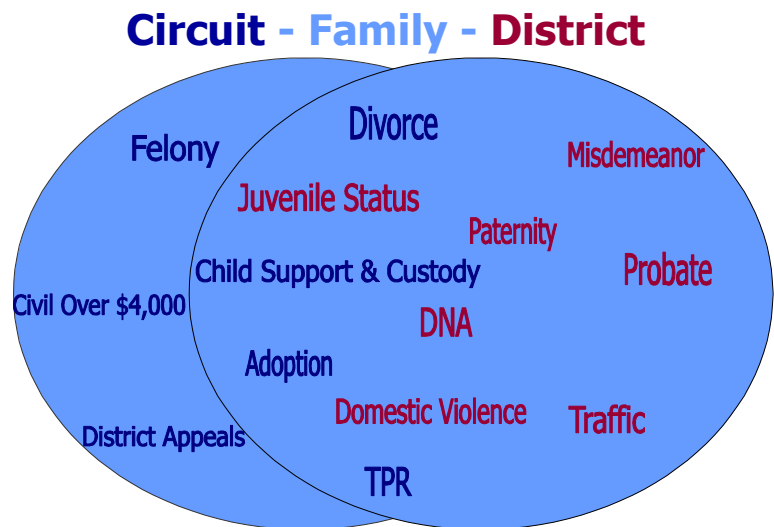 Circuit - Family - District
Divorce
Felony
Misdemeanor
Juvenile Status
Paternity
Child Support & Custody
Probate
Civil Over $4,000
DNA
Adoption
Domestic Violence
Traffic
District Appeals
TPR